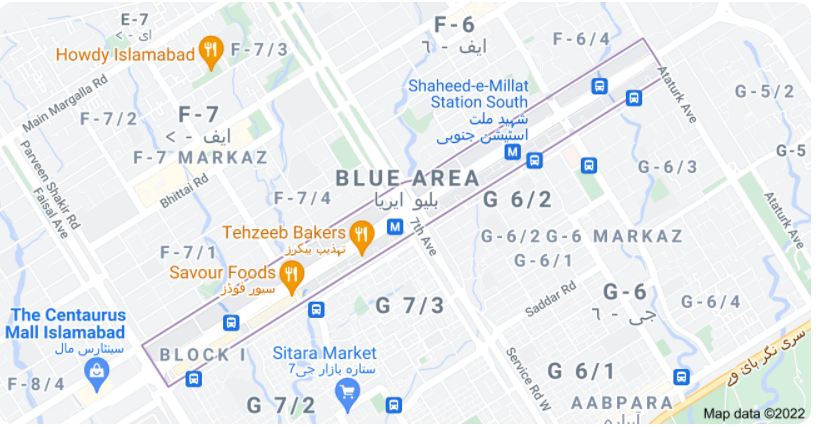 E-7
ای - >
Howdy Islamabad
F-7/3
F-6
ایف - ٦
F-6/4
Main Margalla Rd
Shaheed-e-Millat
Station South
شہید ملت
اسٹیشن جنوبی
Ataturk Ave
G-5/2
F-7/2
F-7
ایف - >
F-7 MARKAZ
G-5
Parveen Shakir Rd
Faisal Ave
Bhittai Rd
BLUE AREA
بلیو ایریا
G-6/3
F-7/4
G 6/2
Ataturk Ave
Tehzeeb Bakers
تہذیب بیکرز
7th Ave
G-6/2
G-6 MARKAZ
F-7/1
G-6/1
Savour Foods
سیور فوڈز
Saddar Rd
G-6
جی - ٦
G-6/4
G 7/3
The Centaurus
Mall Islamabad
سینٹارس مال
BLOCK I
Sitara Market
ستارہ بازار جی7
Service Rd W
سری نگر ہائ وے
F-8/4
G 6/1
G 7/2
AABPARA
آبپارہ
Map data ©2022